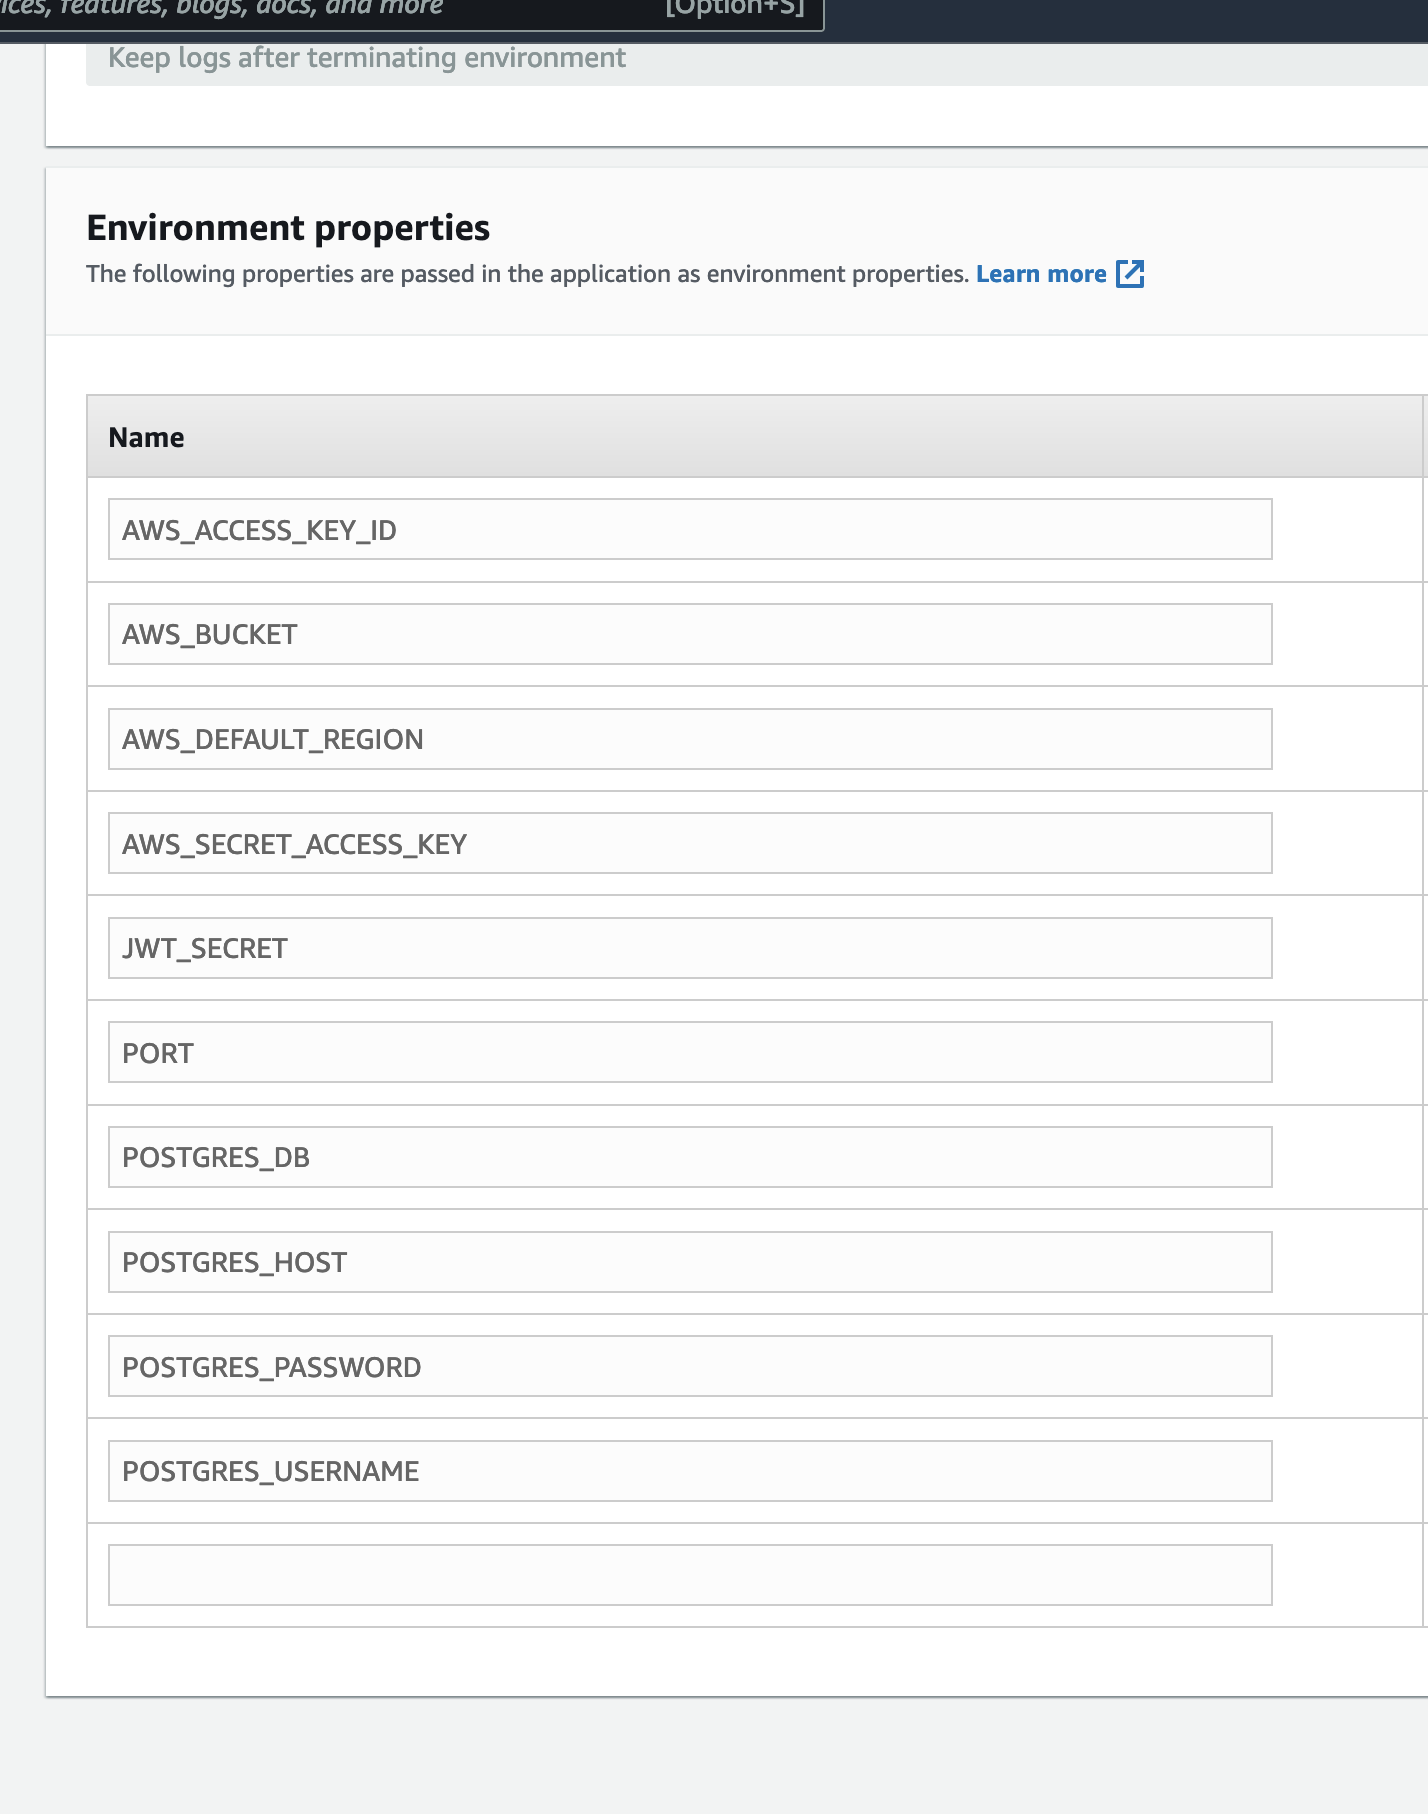 ices, features, blogs, docs, and more [Option+S]
Keep logs after terminating environment
Environment properties
The following properties are passed in the application as environment properties. Learn more
Name
AWS_ACCESS_KEY_ID
AWS_BUCKET
AWS_DEFAULT_REGION
AWS_SECRET_ACCESS_KEY
JWT_SECRET
PORT
POSTGRES_DB
POSTGRES_HOST
POSTGRES_PASSWORD
POSTGRES_USERNAME